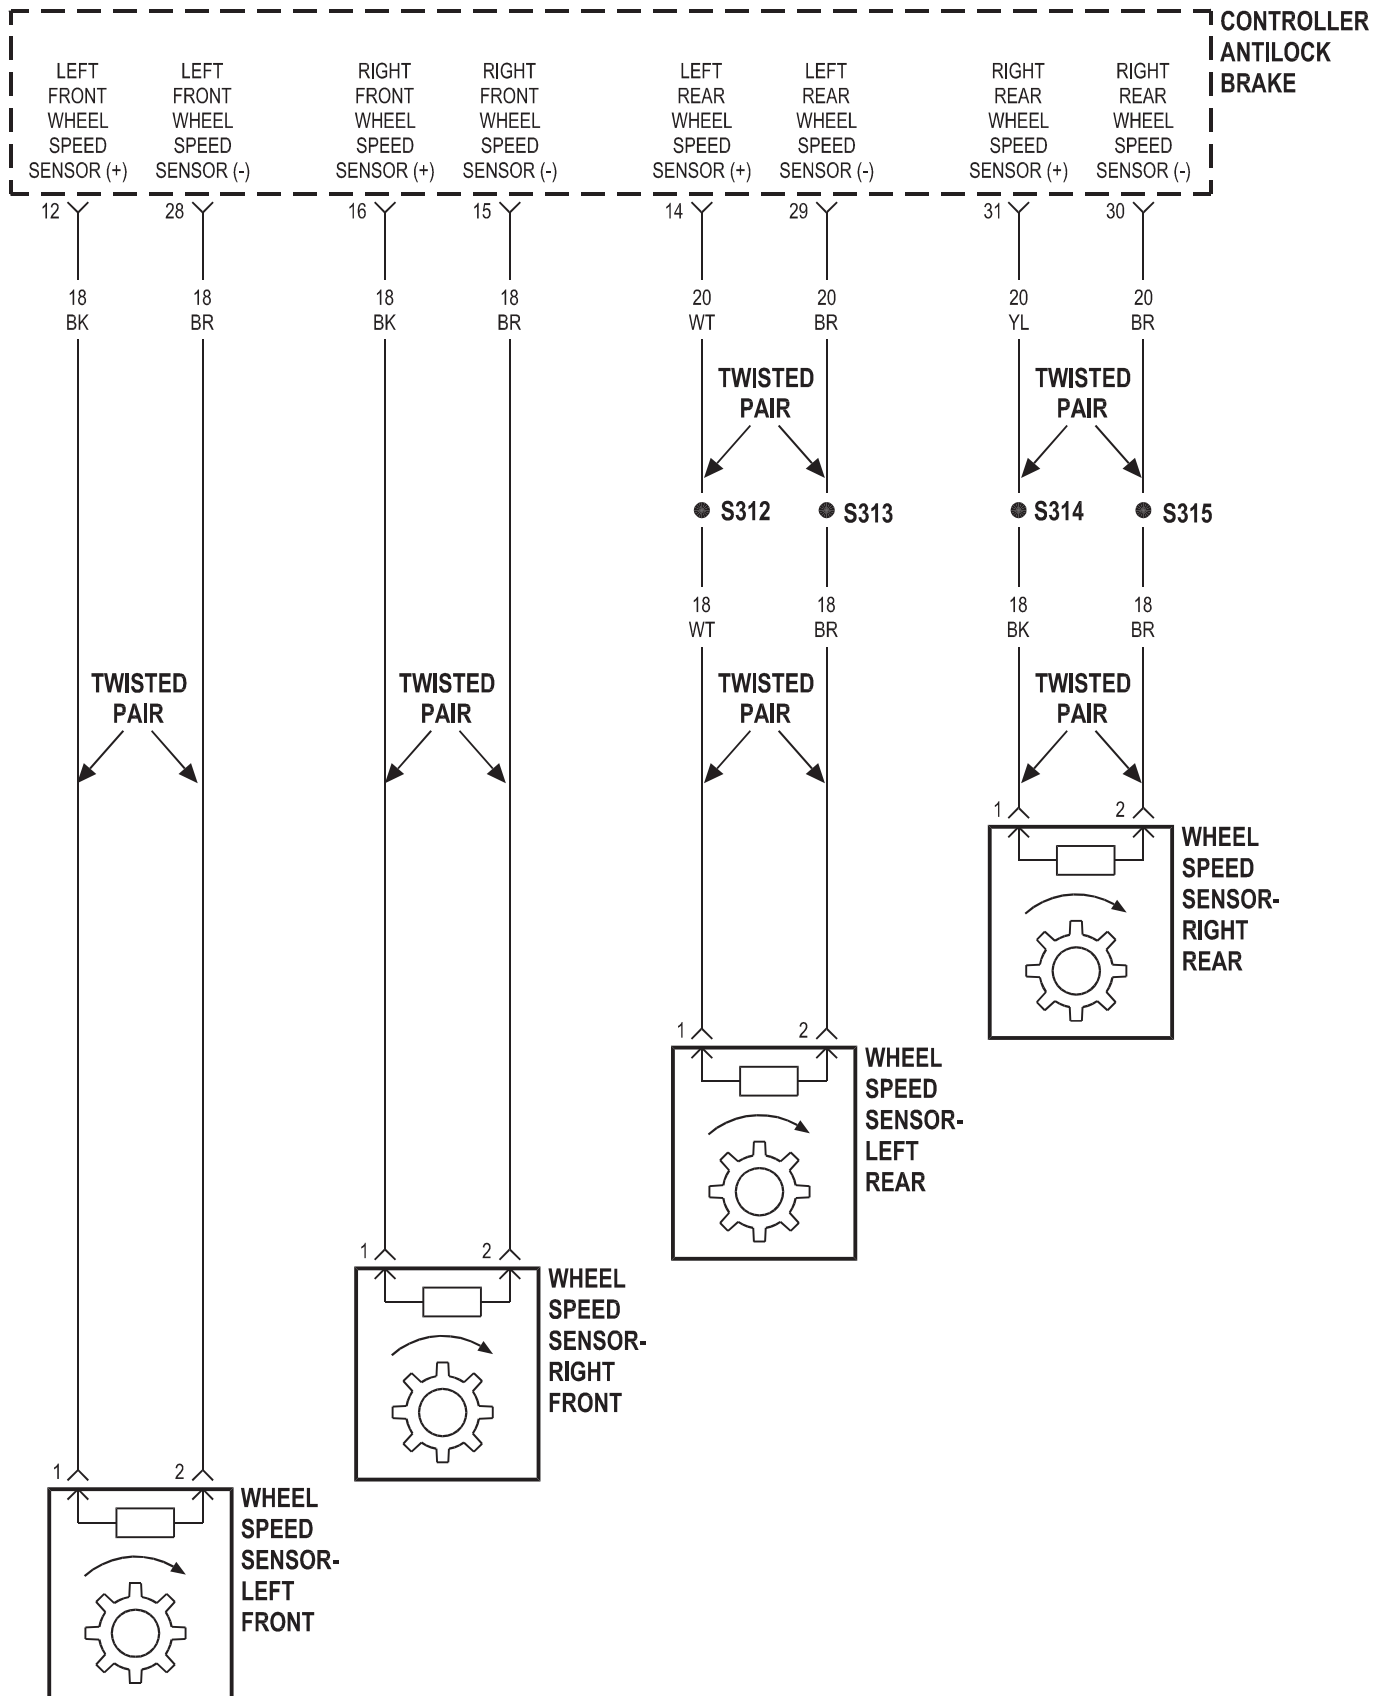 CONTROLLER
ANTILOCK
BRAKE
LEFT
FRONT
WHEEL
SPEED
SENSOR (+)
LEFT
FRONT
WHEEL
SPEED
SENSOR (-)
RIGHT
FRONT
WHEEL
SPEED
SENSOR (+)
RIGHT
FRONT
WHEEL
SPEED
SENSOR (-)
LEFT
REAR
WHEEL
SPEED
SENSOR (+)
LEFT
REAR
WHEEL
SPEED
SENSOR (-)
RIGHT
REAR
WHEEL
SPEED
SENSOR (+)
RIGHT
REAR
WHEEL
SPEED
SENSOR (-)
12
28
16
15
14
29
31
30
18
BK
18
BR
18
BK
18
BR
20
WT
20
BR
20
YL
20
BR
TWISTED
PAIR
TWISTED
PAIR
S312
S313
S314
S315
18
WT
18
BR
18
BK
18
BR
TWISTED
PAIR
TWISTED
PAIR
TWISTED
PAIR
TWISTED
PAIR
1
2
WHEEL
SPEED
SENSOR-
RIGHT
REAR
1
2
WHEEL
SPEED
SENSOR-
LEFT
REAR
1
2
WHEEL
SPEED
SENSOR-
RIGHT
FRONT
1
2
WHEEL
SPEED
SENSOR-
LEFT
FRONT